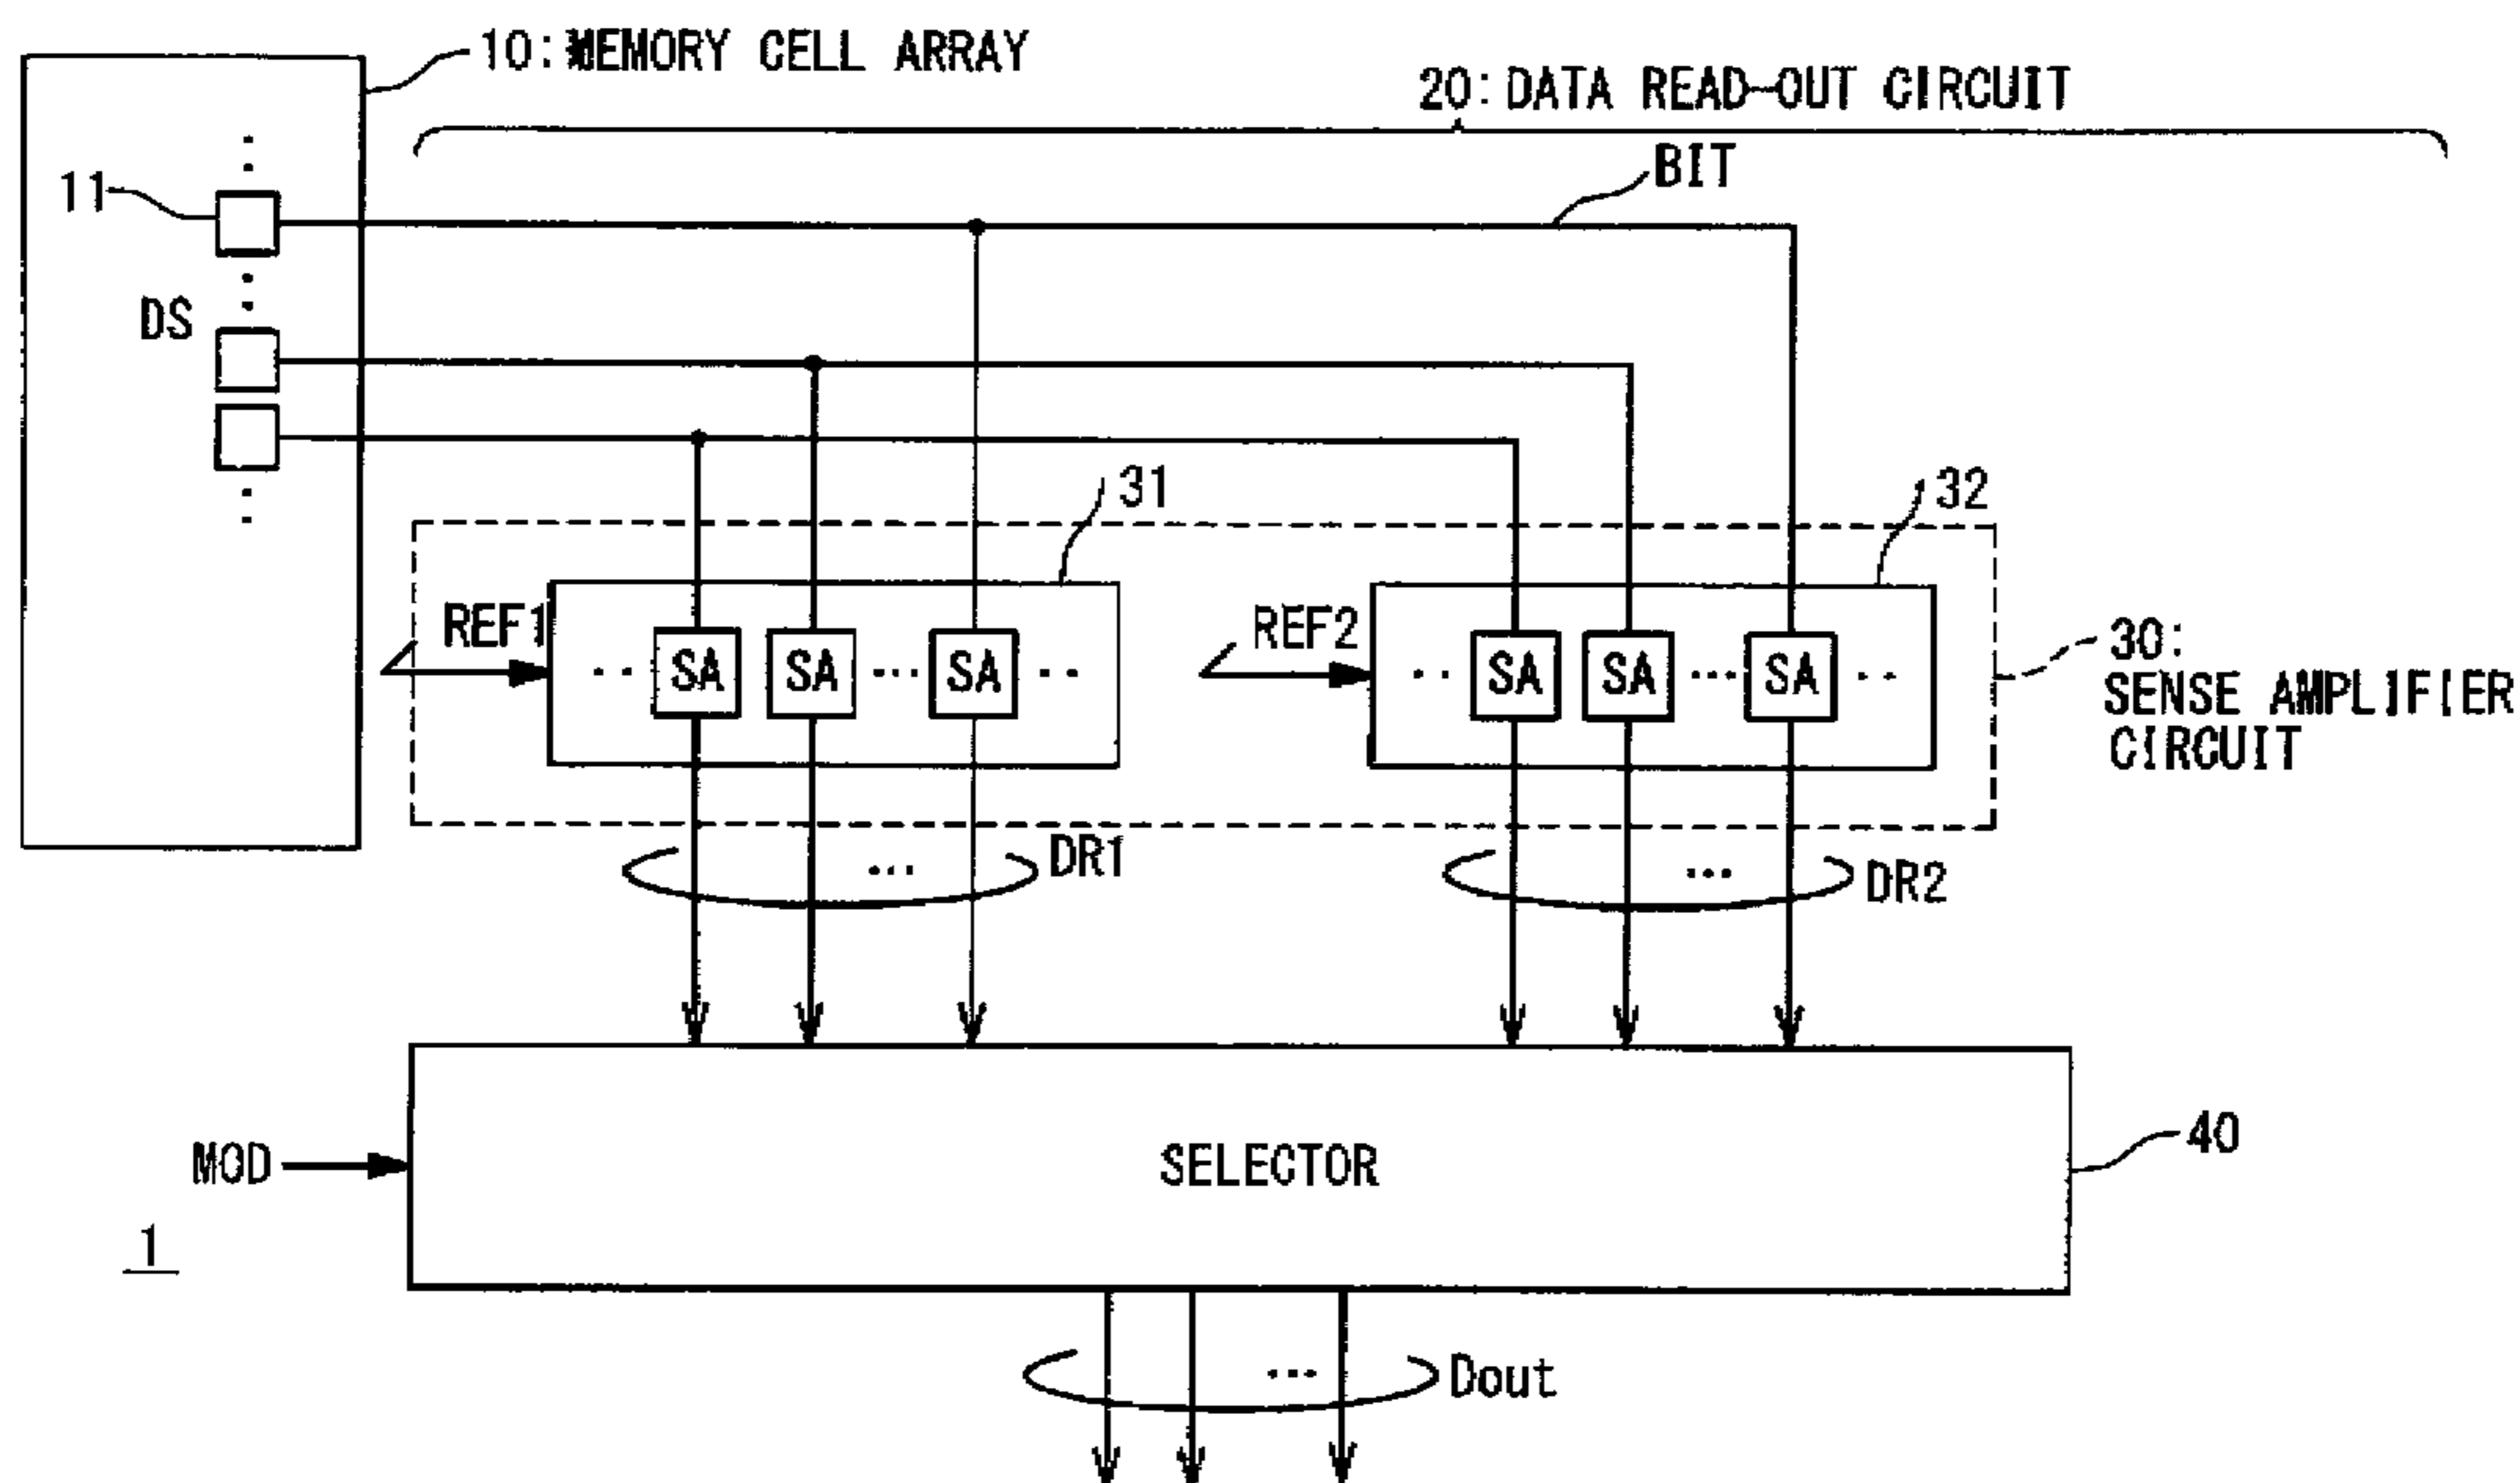 10:MEMORY CELL ARRAY
20:DATA READ-OUT CIRCUIT
BIT
11
DS
31
32
REF1
SA
SA
...
SA
REF2
SA
SA
...
SA
30:
SENSE AMPLIFIER
CIRCUIT
...
DR1
...
DR2
MOD
SELECTOR
40
1
...
Dout